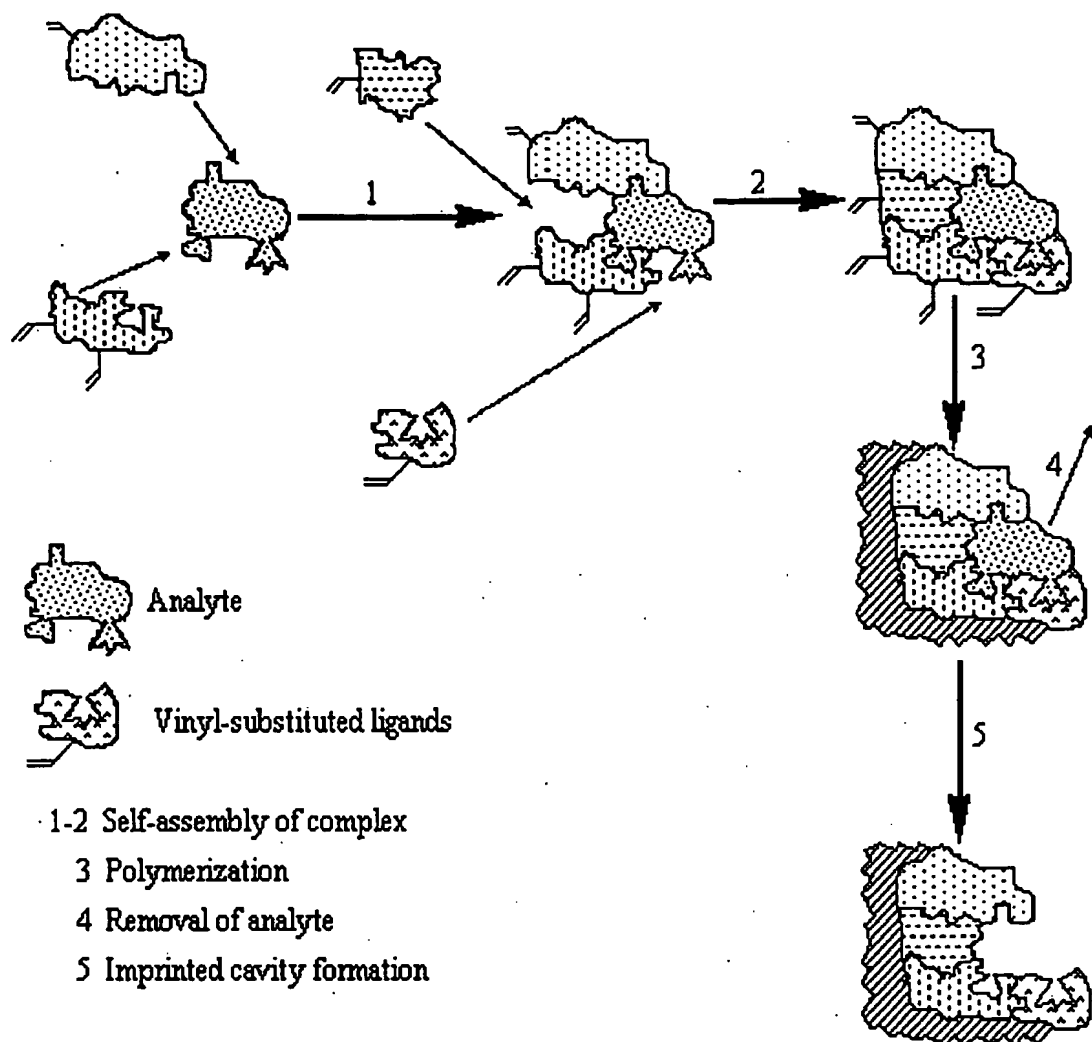 1
2
3
4
5
Analyte
Vinyl-substituted ligands
1-2 Self-assembly of complex
3 Polymerization
4 Removal of analyte
5 Imprinted cavity formation